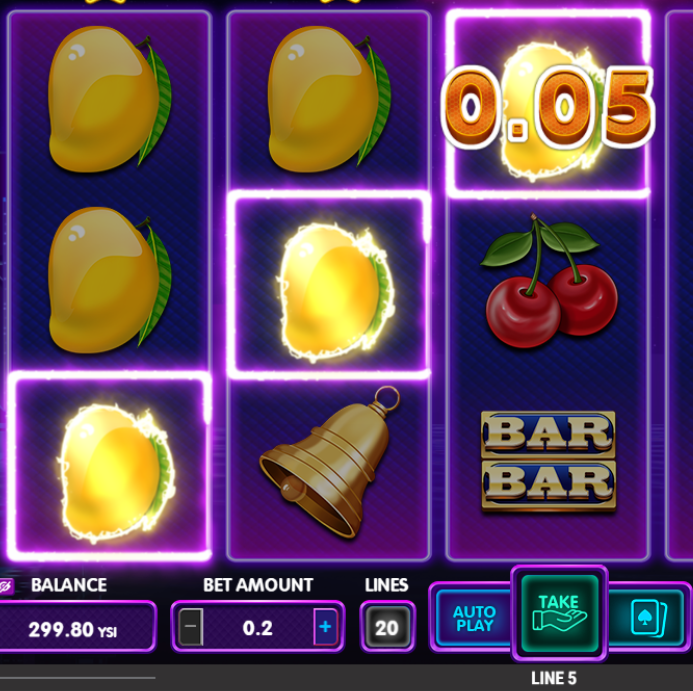 0.05
BAR
BAR
BALANCE
BET AMOUNT
LINES
299.80 YSI
− 0.2 +
20
AUTO
PLAY
TAKE
LINE 5